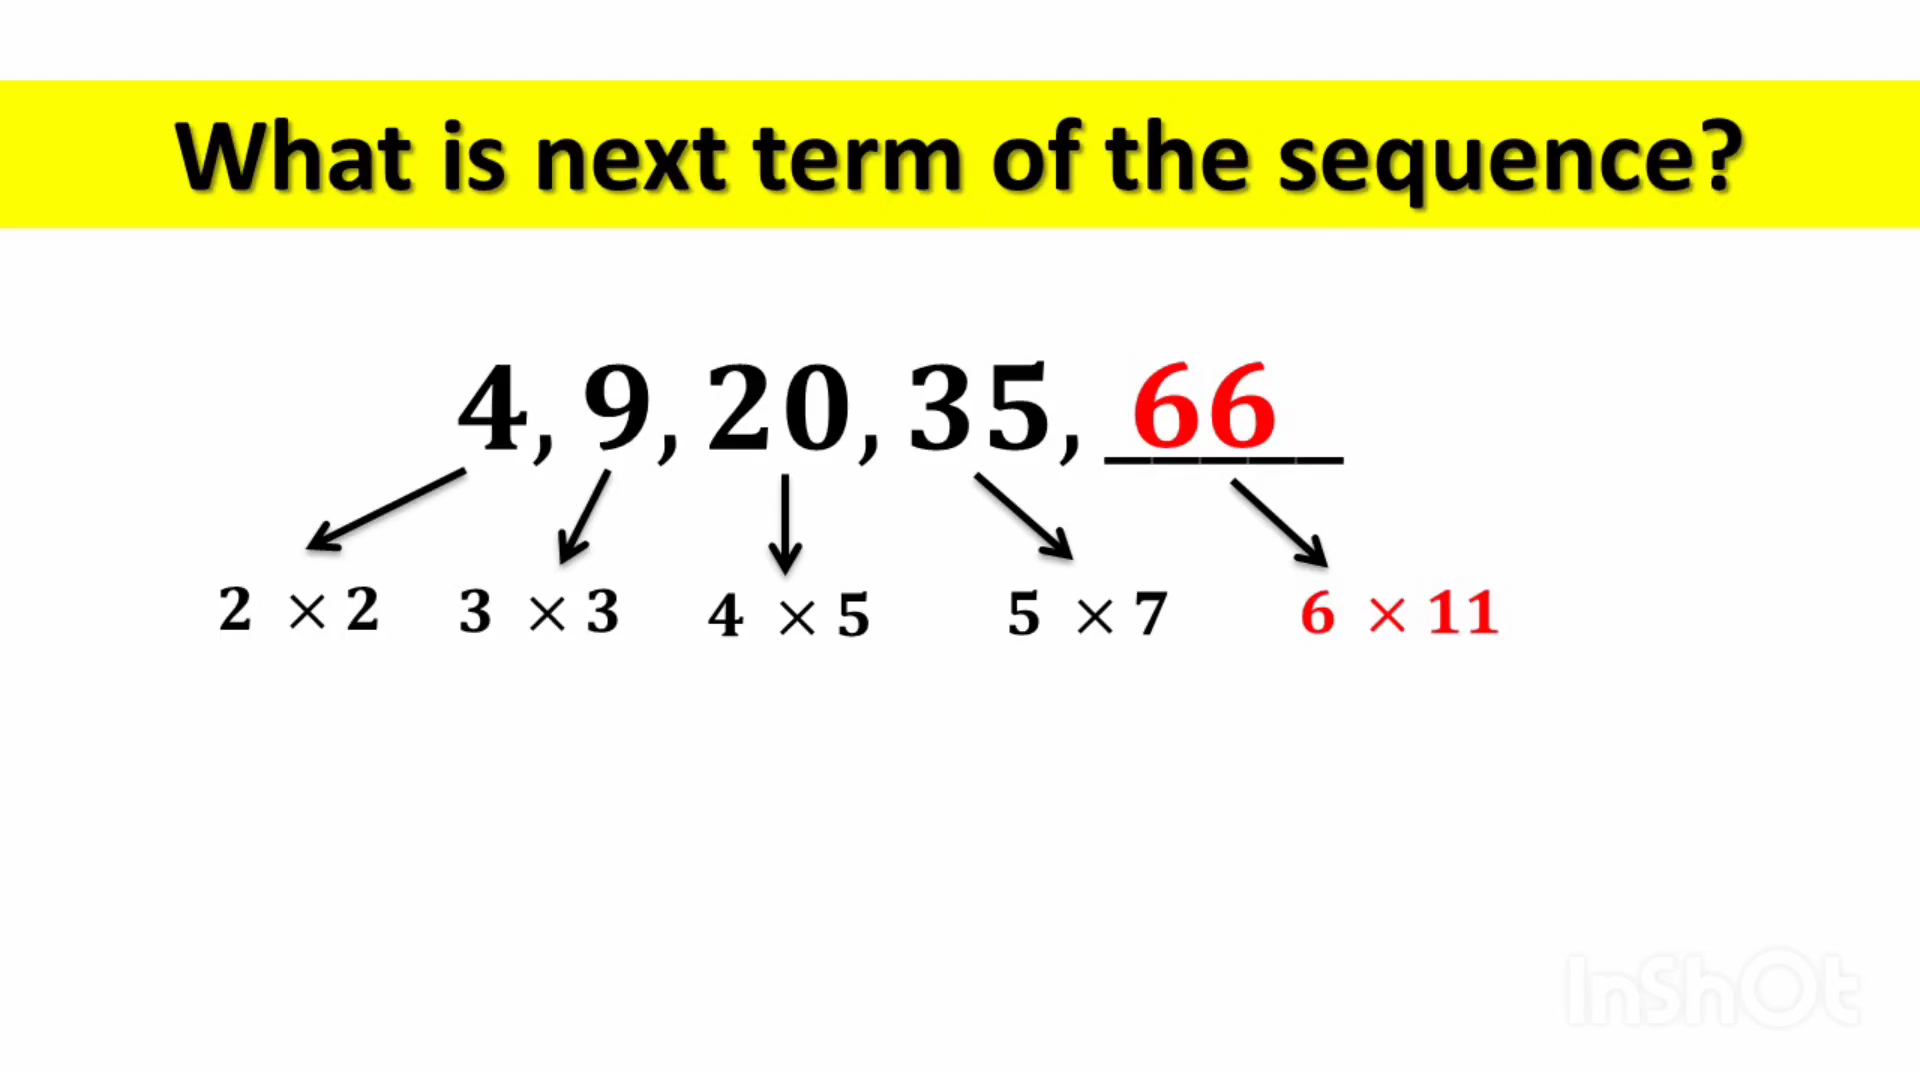 What is next term of the sequence?
4, 9, 20, 35, 66
2 × 2 3 × 3 4 × 5 5 × 7 6 × 11
InShOt